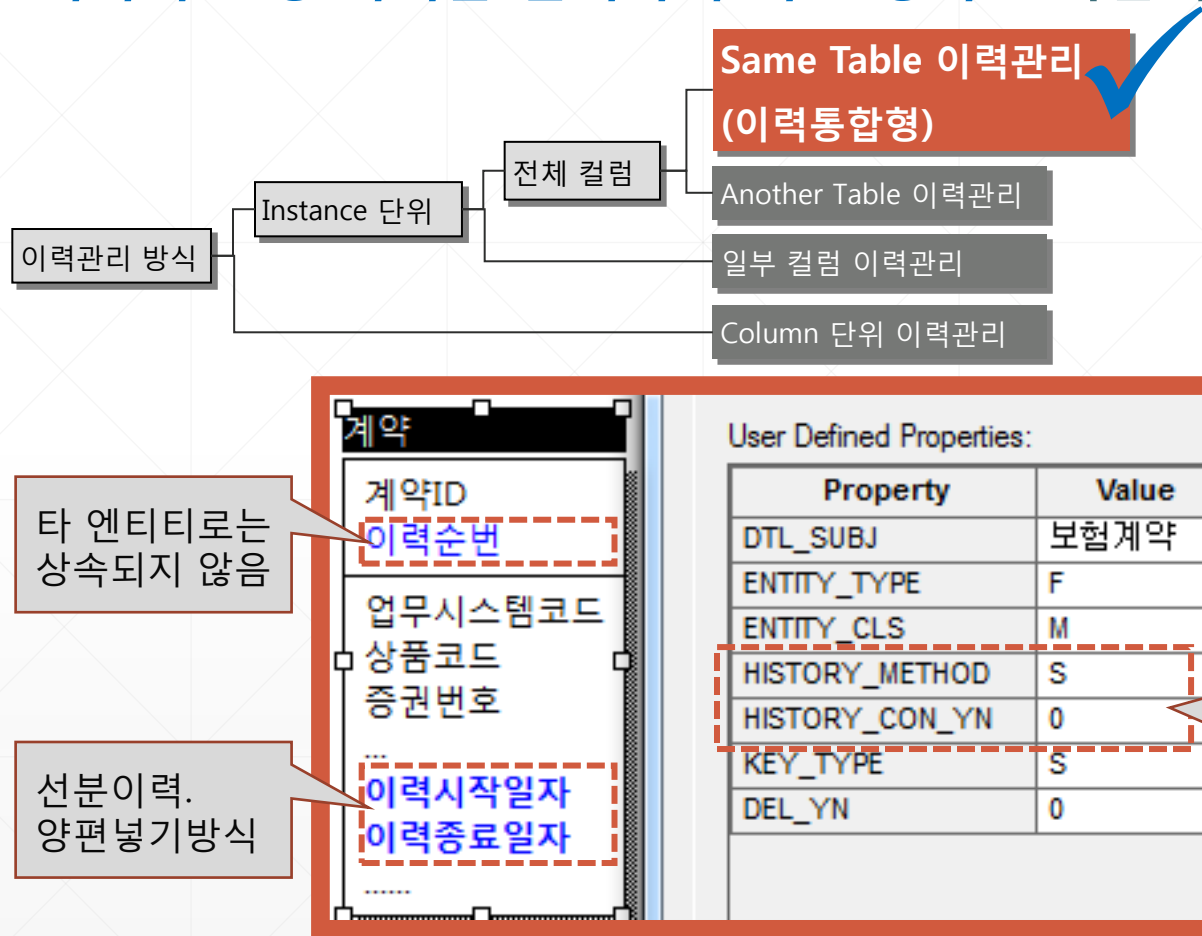 Same Table 이력관리
(이력통합형)
전체 컬럼
Another Table 이력관리
Instance 단위
이력관리 방식
일부 컬럼 이력관리
Column 단위 이력관리
계약
계약ID
이력순번
업무시스템코드
상품코드
증권번호
...
이력시작일자
이력종료일자
......
타 엔티티로는
상속되지 않음
선분이력.
양편넣기방식
User Defined Properties:
Property Value
DTL_SUBJ 보험계약
ENTITY_TYPE F
ENTITY_CLS M
HISTORY_METHOD S
HISTORY_CON_YN 0
KEY_TYPE S
DEL_YN 0